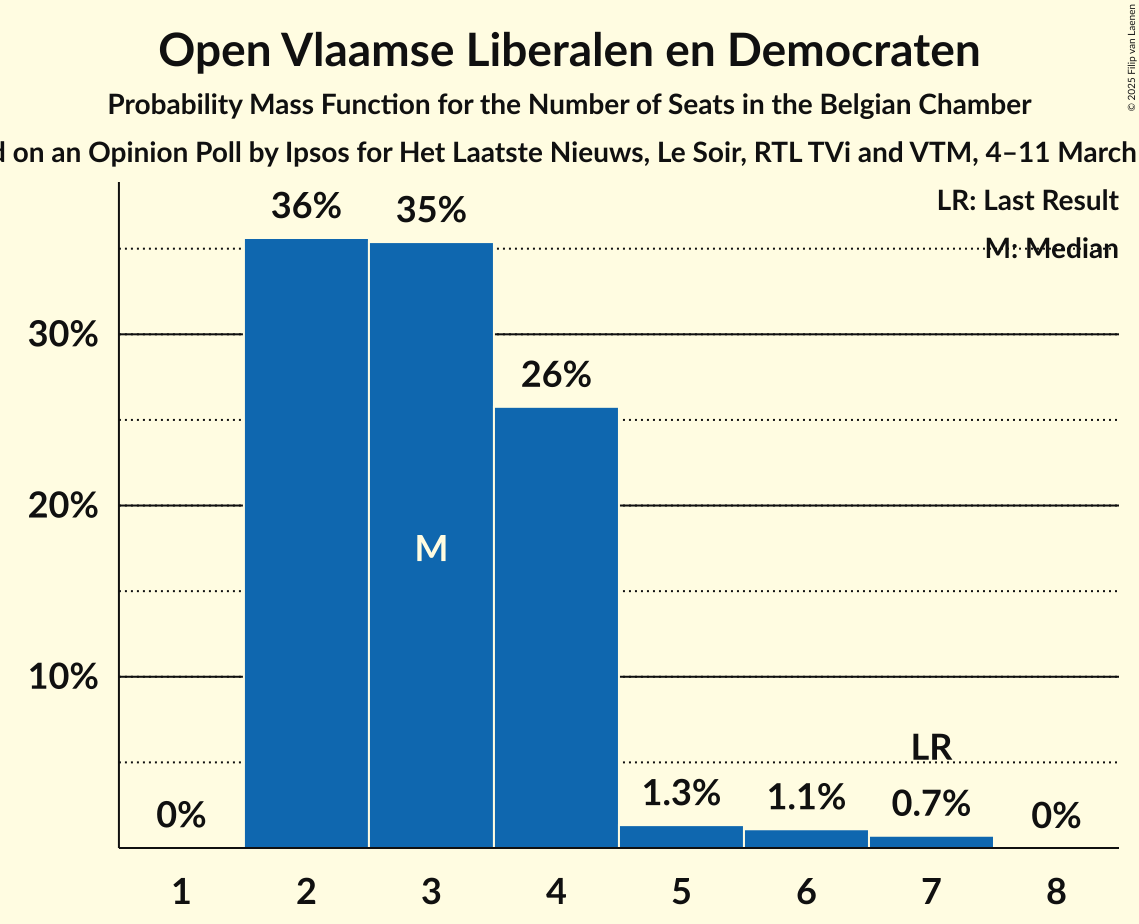 Open Vlaamse Liberalen en Democraten
Probability Mass Function for the Number of Seats in the Belgian Chamber
on an Opinion Poll by Ipsos for Het Laatste Nieuws, Le Soir, RTL TVi and VTM, 4–11 March
© 2025 Filip van Laenen
LR: Last Result
M: Median
36%
35%
30%
26%
20%
M
10%
LR
1.3%
1.1%
0.7%
0%
0%
1 2 3 4 5 6 7 8